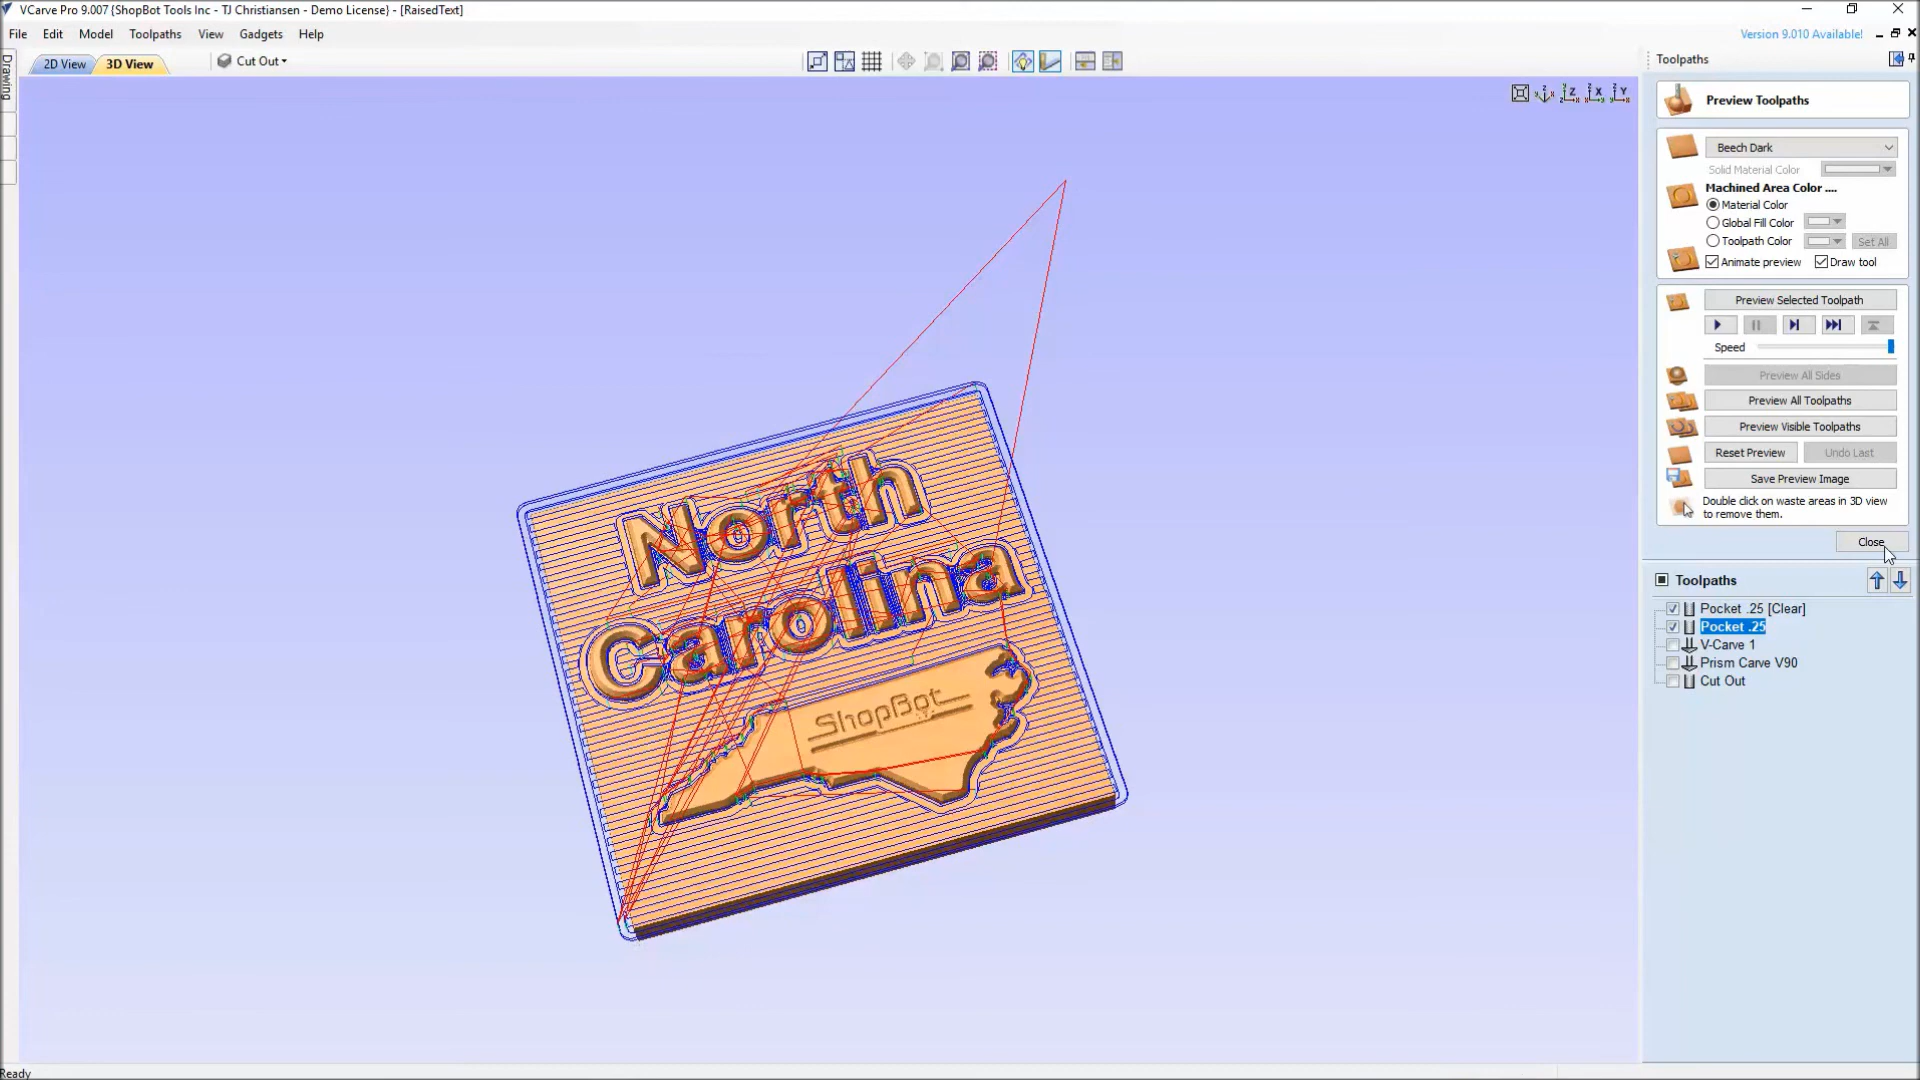 VCarve Pro 9.007 {ShopBot Tools Inc - TJ Christiansen - Demo License} - [RaisedText]
File Edit Model Toolpaths View Gadgets Help
Version 9.010 Available!
Drawing
2D View 3D View Cut Out
Z X Y
Toolpaths
Preview Toolpaths
Beech Dark
Solid Material Color
Machined Area Color ....
Material Color
Global Fill Color
Toolpath Color Set All
Animate preview Draw tool
Preview Selected Toolpath
Speed
Preview All Sides
Preview All Toolpaths
Preview Visible Toolpaths
Reset Preview Undo Last
Save Preview Image
Double click on waste areas in 3D view
to remove them.
Close
Toolpaths
Pocket .25 [Clear]
Pocket .25
V-Carve 1
Prism Carve V90
Cut Out
North
Carolina
ShopBot
Ready